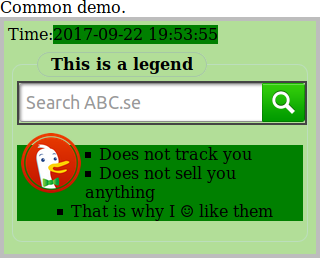 Common demo.
Time:2017-09-22 19:53:55
This is a legend
Search ABC.se
Does not track you
Does not sell you
anything
That is why I ☺ like them